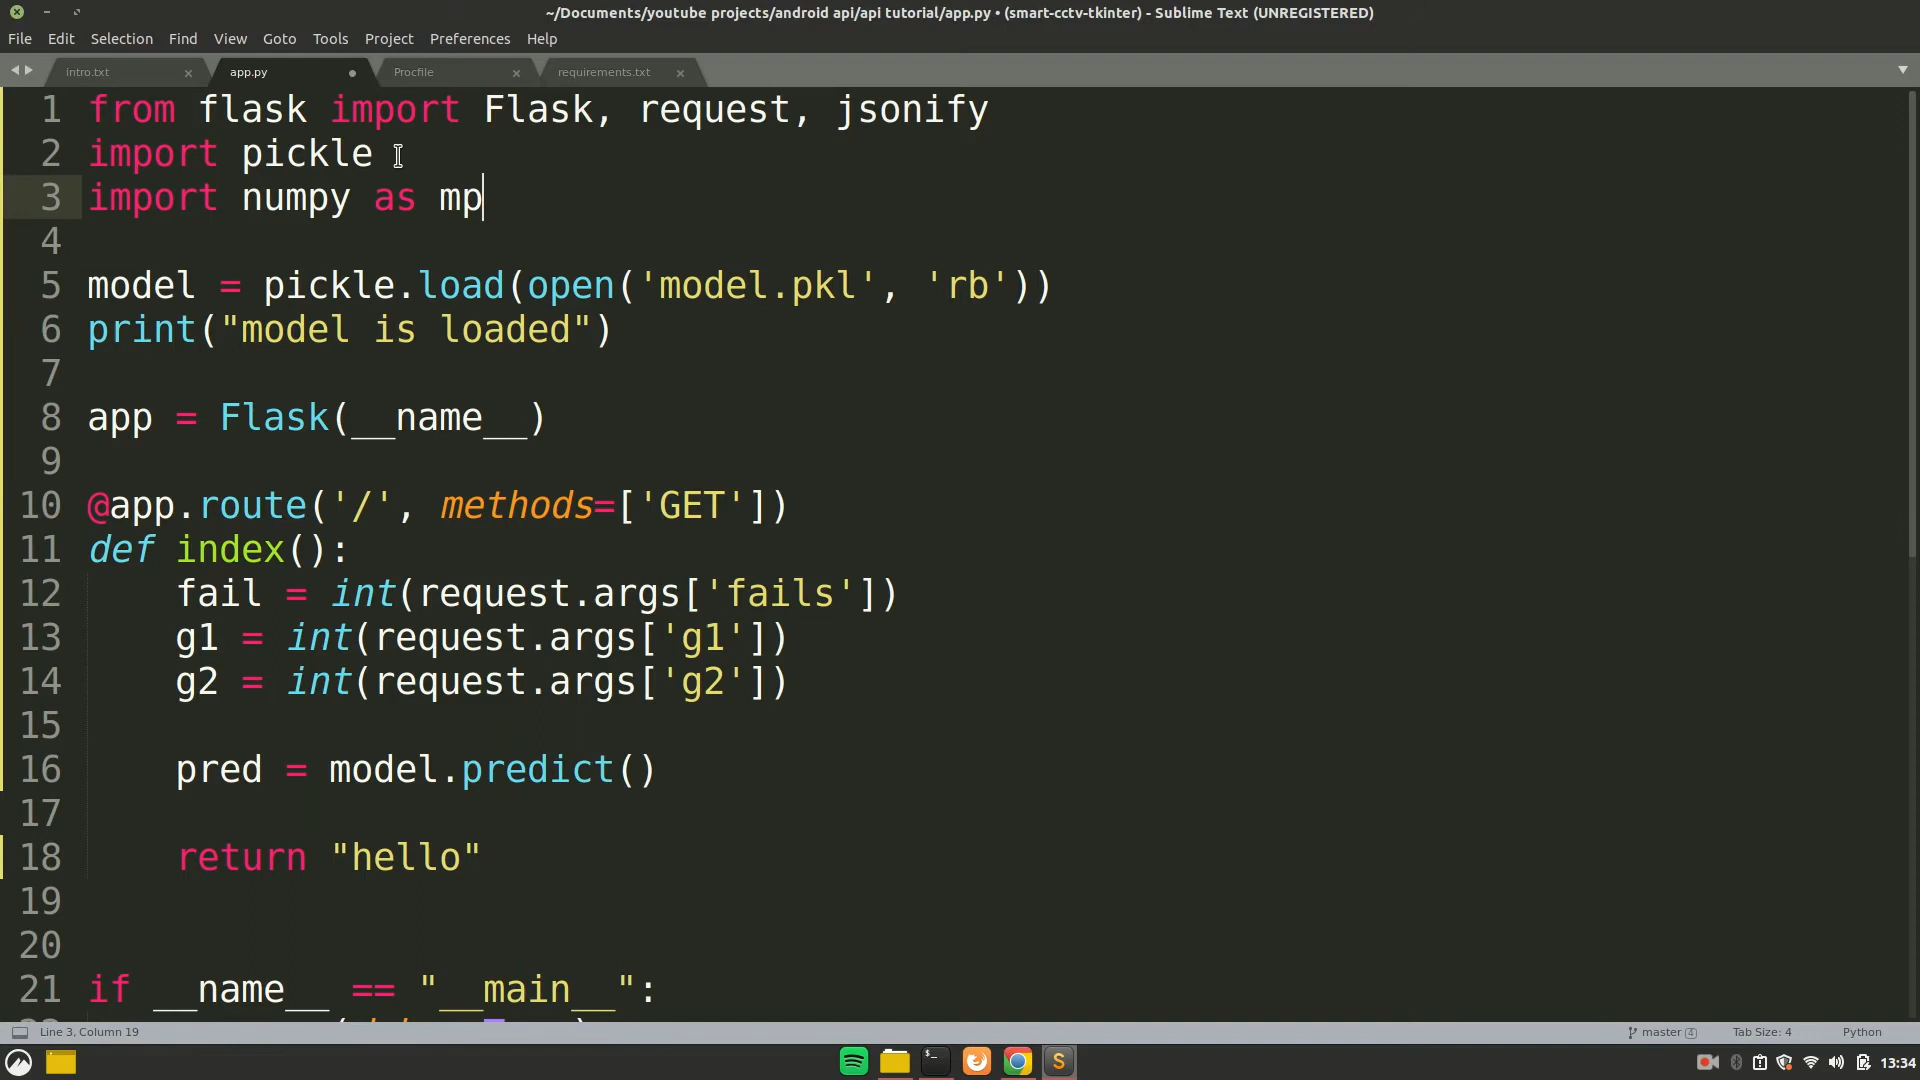 ~/Documents/youtube projects/android api/api tutorial/app.py • (smart-cctv-tkinter) - Sublime Text (UNREGISTERED)
File Edit Selection Find View Goto Tools Project Preferences Help
intro.txt app.py Procfile requirements.txt
1 from flask import Flask, request, jsonify
2 import pickle
3 import numpy as mp
4
5 model = pickle.load(open('model.pkl', 'rb'))
6 print("model is loaded")
7
8 app = Flask(__name__)
9
10 @app.route('/', methods=['GET'])
11 def index():
12 fail = int(request.args['fails'])
13 g1 = int(request.args['g1'])
14 g2 = int(request.args['g2'])
15
16 pred = model.predict()
17
18 return "hello"
19
20
21 if __name__ == "__main__":
Line 3, Column 19 master 4 Tab Size: 4 Python
S 13:34